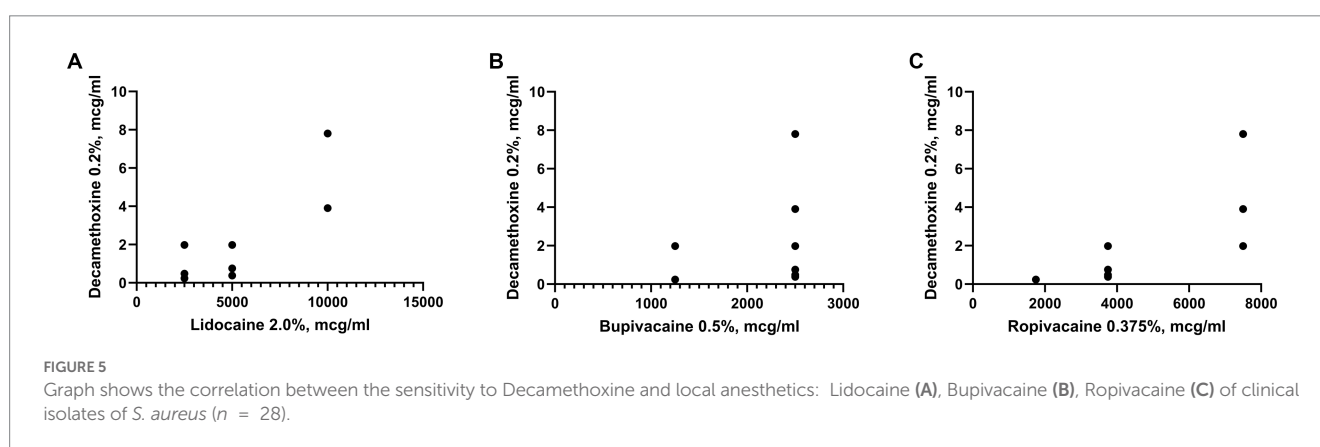 A
Decamethoxine 0.2%, mcg/ml
10
8
6
4
2
0
0 5000 10000 15000
Lidocaine 2.0%, mcg/ml
B
Decamethoxine 0.2%, mcg/ml
10
8
6
4
2
0
0 1000 2000 3000
Bupivacaine 0.5%, mcg/ml
C
Decamethoxine 0.2%, mcg/ml
10
8
6
4
2
0
0 2000 4000 6000 8000
Ropivacaine 0.375%, mcg/ml
FIGURE 5
Graph shows the correlation between the sensitivity to Decamethoxine and local anesthetics: Lidocaine (A), Bupivacaine (B), Ropivacaine (C) of clinical
isolates of S. aureus (n = 28).